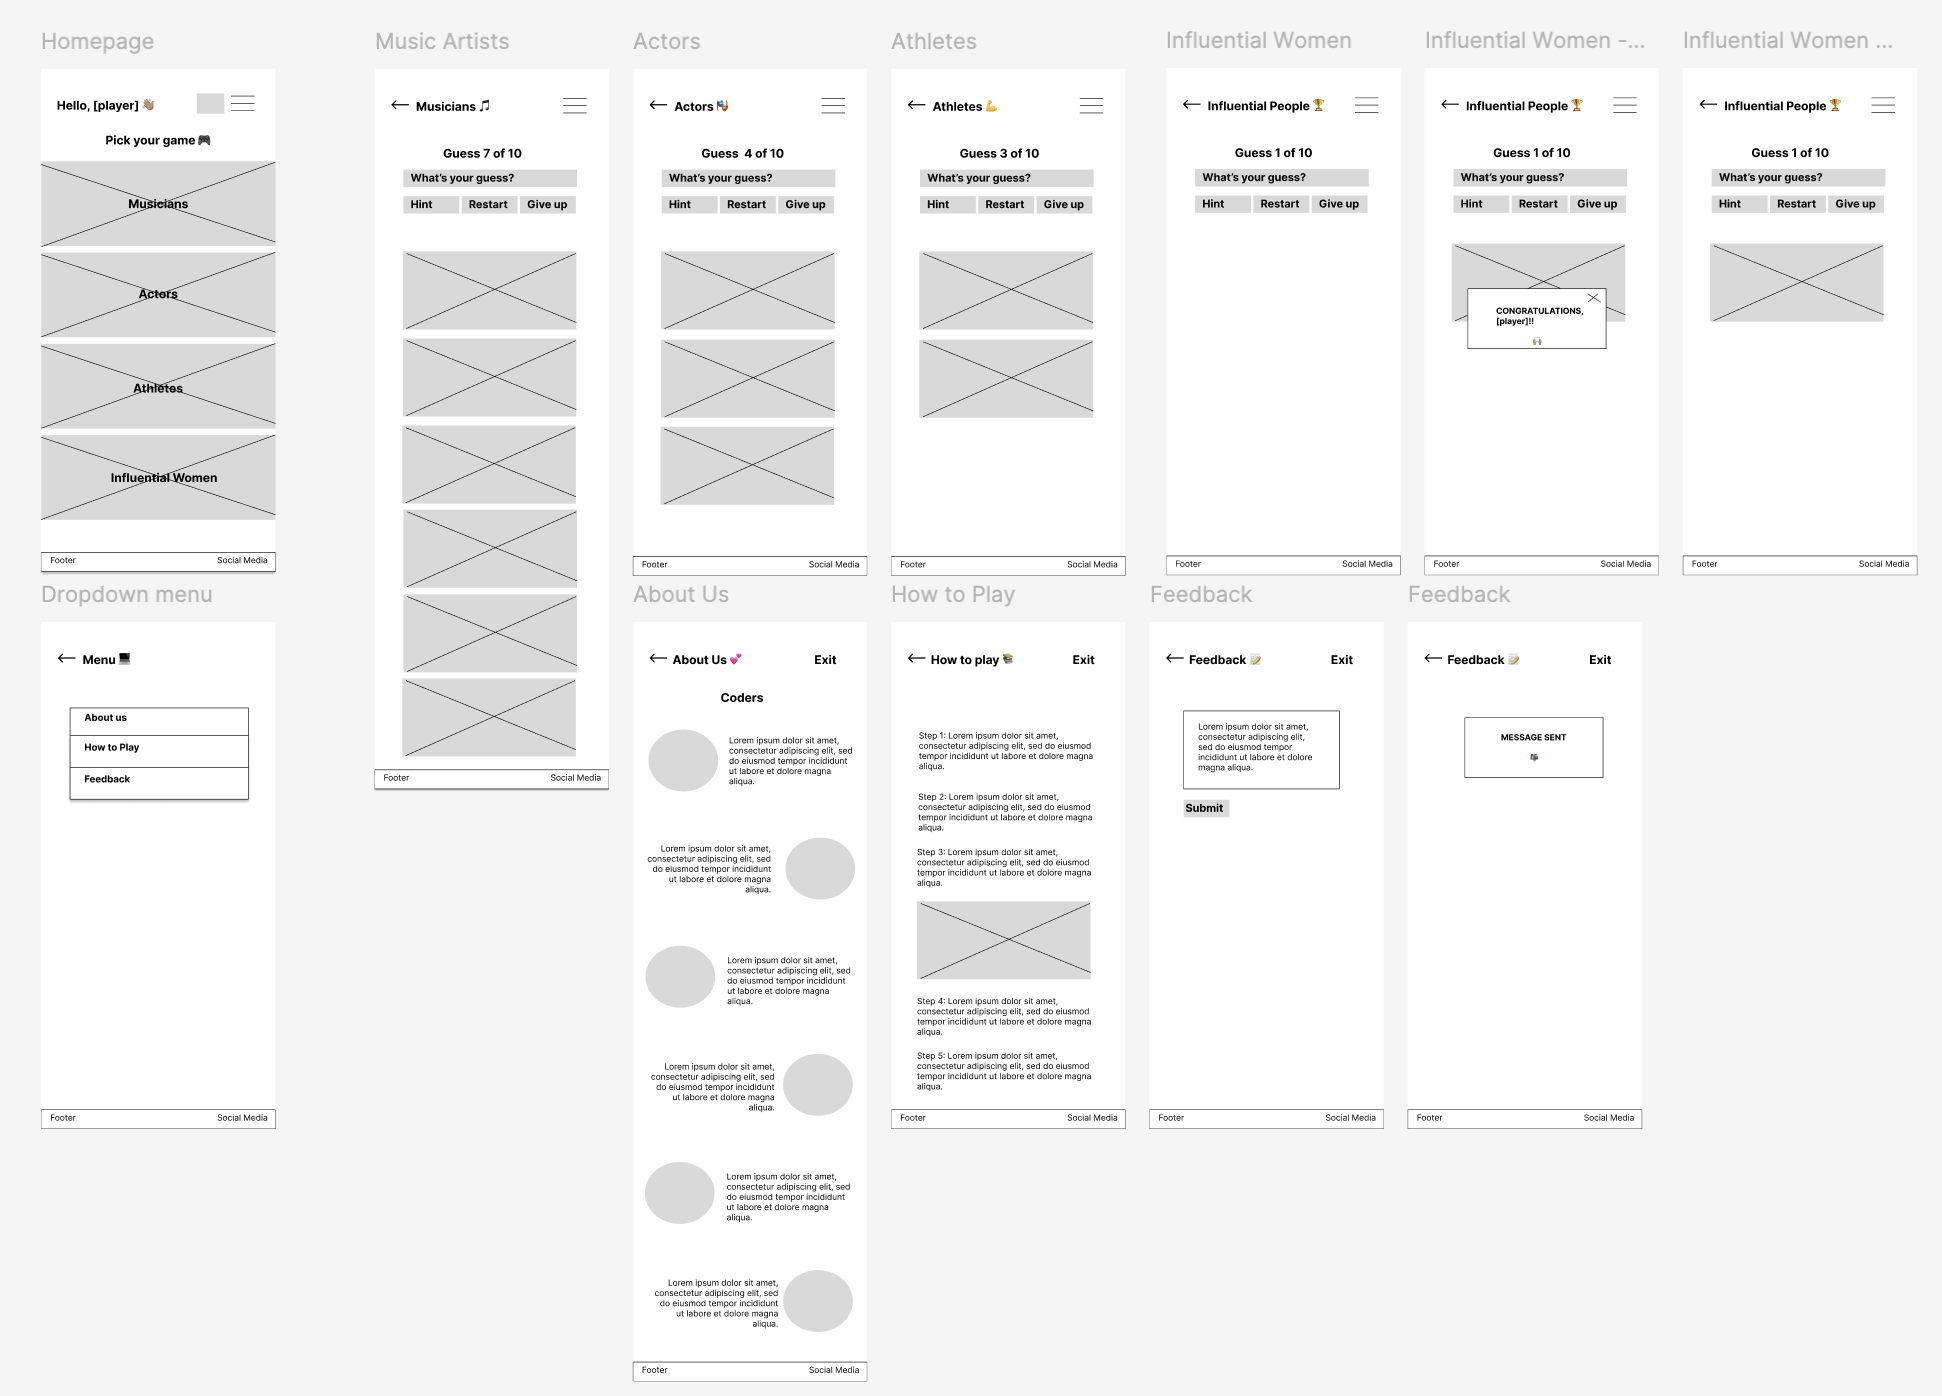 Homepage
Hello, [player] 👋🏽
Pick your game 🎮
Musicians
Actors
Athletes
Influential Women
Footer
Social Media
Music Artists
Musicians 🎵
Guess 7 of 10
What's your guess?
Hint
Restart
Give up
Footer
Social Media
Actors
Actors 🎭
Guess 4 of 10
What's your guess?
Hint
Restart
Give up
Footer
Social Media
Athletes
Athletes 💪
Guess 3 of 10
What's your guess?
Hint
Restart
Give up
Footer
Social Media
Influential Women
Influential People 🏆
Guess 1 of 10
What's your guess?
Hint
Restart
Give up
Footer
Social Media
Influential Women -...
Influential People 🏆
Guess 1 of 10
What's your guess?
Hint
Restart
Give up
CONGRATULATIONS,
[player]!!
Footer
Social Media
Influential Women ...
Influential People 🏆
Guess 1 of 10
What's your guess?
Hint
Restart
Give up
Footer
Social Media
Dropdown menu
Menu
About us
How to Play
Feedback
Footer
Social Media
About Us
About Us 💕
Exit
Coders
Lorem ipsum dolor sit amet,
consectetur adipiscing elit, sed
do eiusmod tempor incididunt
ut labore et dolore magna
aliqua.
Lorem ipsum dolor sit amet,
consectetur adipiscing elit, sed
do eiusmod tempor incididunt
ut labore et dolore magna
aliqua.
Lorem ipsum dolor sit amet,
consectetur adipiscing elit, sed
do eiusmod tempor incididunt
ut labore et dolore magna
aliqua.
Lorem ipsum dolor sit amet,
consectetur adipiscing elit, sed
do eiusmod tempor incididunt
ut labore et dolore magna
aliqua.
Lorem ipsum dolor sit amet,
consectetur adipiscing elit, sed
do eiusmod tempor incididunt
ut labore et dolore magna
aliqua.
Lorem ipsum dolor sit amet,
consectetur adipiscing elit, sed
do eiusmod tempor incididunt
ut labore et dolore magna
aliqua.
Footer
Social Media
How to Play
How to play 📚
Exit
Step 1: Lorem ipsum dolor sit amet,
consectetur adipiscing elit, sed do eiusmod
tempor incididunt ut labore et dolore magna
aliqua.
Step 2: Lorem ipsum dolor sit amet,
consectetur adipiscing elit, sed do eiusmod
tempor incididunt ut labore et dolore magna
aliqua.
Step 3: Lorem ipsum dolor sit amet,
consectetur adipiscing elit, sed do eiusmod
tempor incididunt ut labore et dolore magna
aliqua.
Step 4: Lorem ipsum dolor sit amet,
consectetur adipiscing elit, sed do eiusmod
tempor incididunt ut labore et dolore magna
aliqua.
Step 5: Lorem ipsum dolor sit amet,
consectetur adipiscing elit, sed do eiusmod
tempor incididunt ut labore et dolore magna
aliqua.
Footer
Social Media
Feedback
Feedback 📝
Exit
Lorem ipsum dolor sit amet,
consectetur adipiscing elit,
sed do eiusmod tempor
incididunt ut labore et dolore
magna aliqua.
Submit
Footer
Social Media
Feedback
Feedback 📝
Exit
MESSAGE SENT
Footer
Social Media